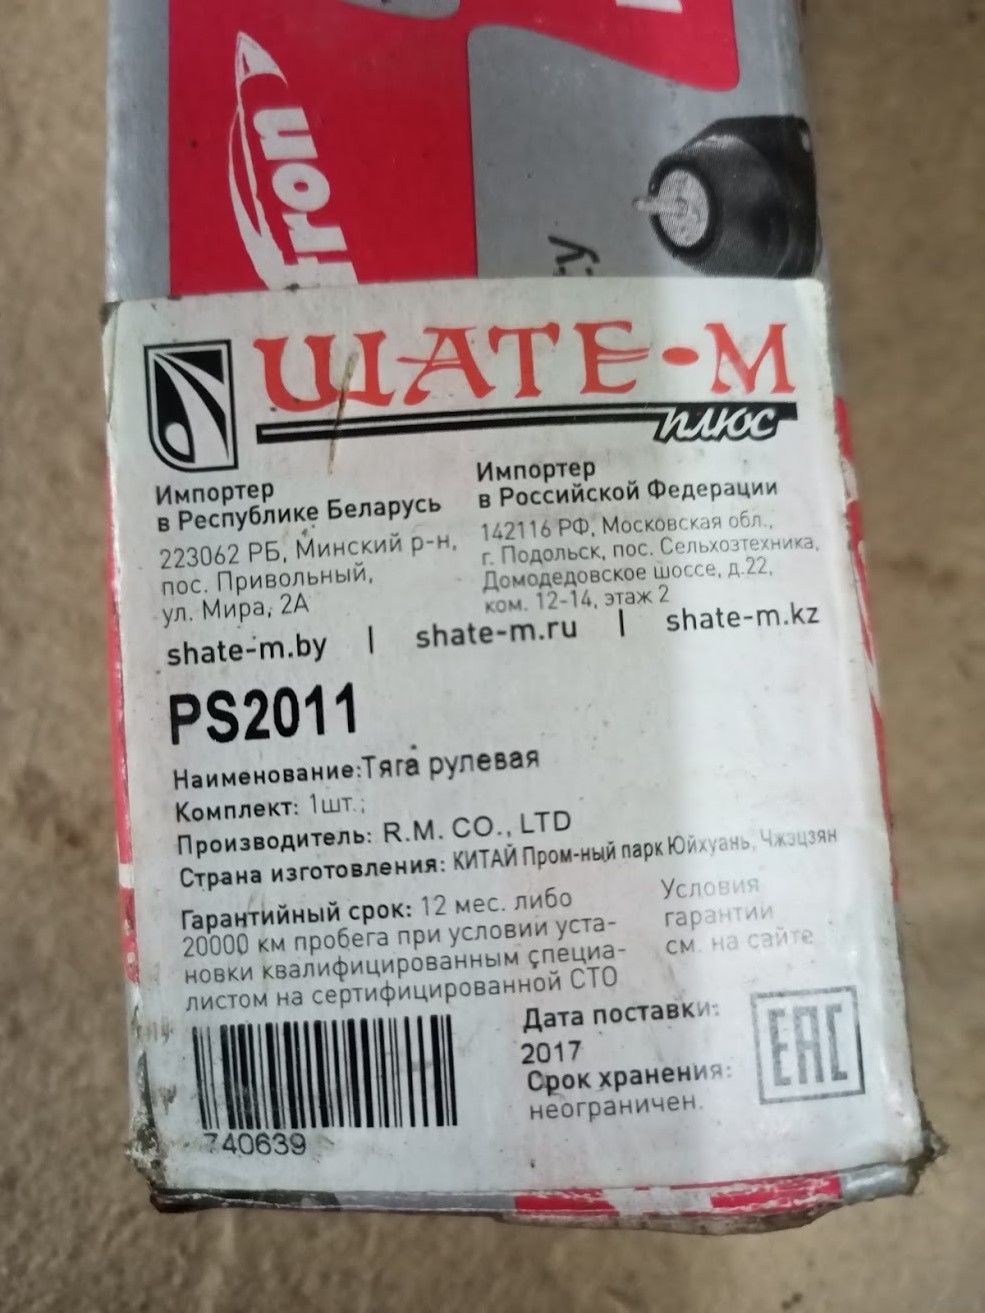 fron
ШАТЕ-М
плюс
Импортер
в Республике Беларусь
223062 РБ, Минский р-н,
пос. Привольный,
ул. Мира, 2А
Импортер
в Российской Федерации
142116 РФ, Московская обл.,
г. Подольск, пос. Сельхозтехника,
Домодедовское шоссе, д.22,
ком. 12-14, этаж 2
shate-m.by | shate-m.ru | shate-m.kz
PS2011
Наименование:Тяга рулевая
Комплект: 1шт.;
Производитель: R.M. CO., LTD
Страна изготовления: КИТАЙ Пром-ный парк Юйхуань, Чжэцзян
Гарантийный срок: 12 мес. либо
20000 км пробега при условии уста-
новки квалифицированным специа-
листом на сертифицированной СТО
Условия
гарантии
см. на сайте
740639
Дата поставки:
2017
Срок хранения:
неограничен.
EAC